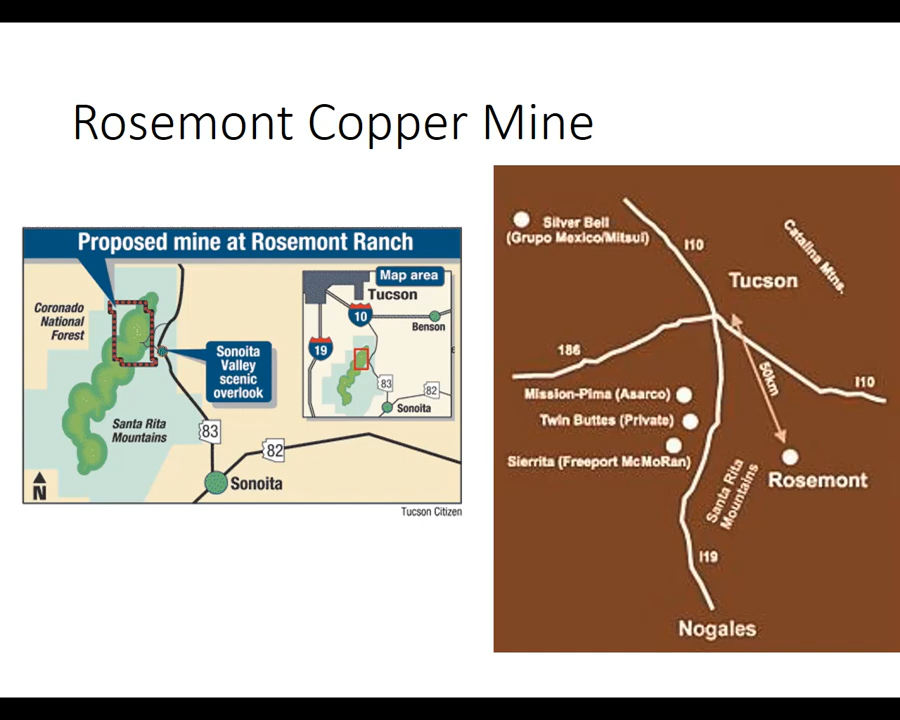 Rosemont Copper Mine
Proposed mine at Rosemont Ranch
Coronado
National
Forest
Sonoita
Valley
scenic
overlook
Santa Rita
Mountains
83
82
Sonoita
N
Map area
Tucson
10
Benson
19
83
82
Sonoita
Tucson Citizen
Silver Bell
(Grupo Mexico/Mitsui)
I10
Catalina Mtns.
Tucson
186
50km
I10
Mission-Pima (Asarco)
Twin Buttes (Private)
Sierrita (Freeport McMoRan)
Santa Rita
Mountains
Rosemont
I19
Nogales